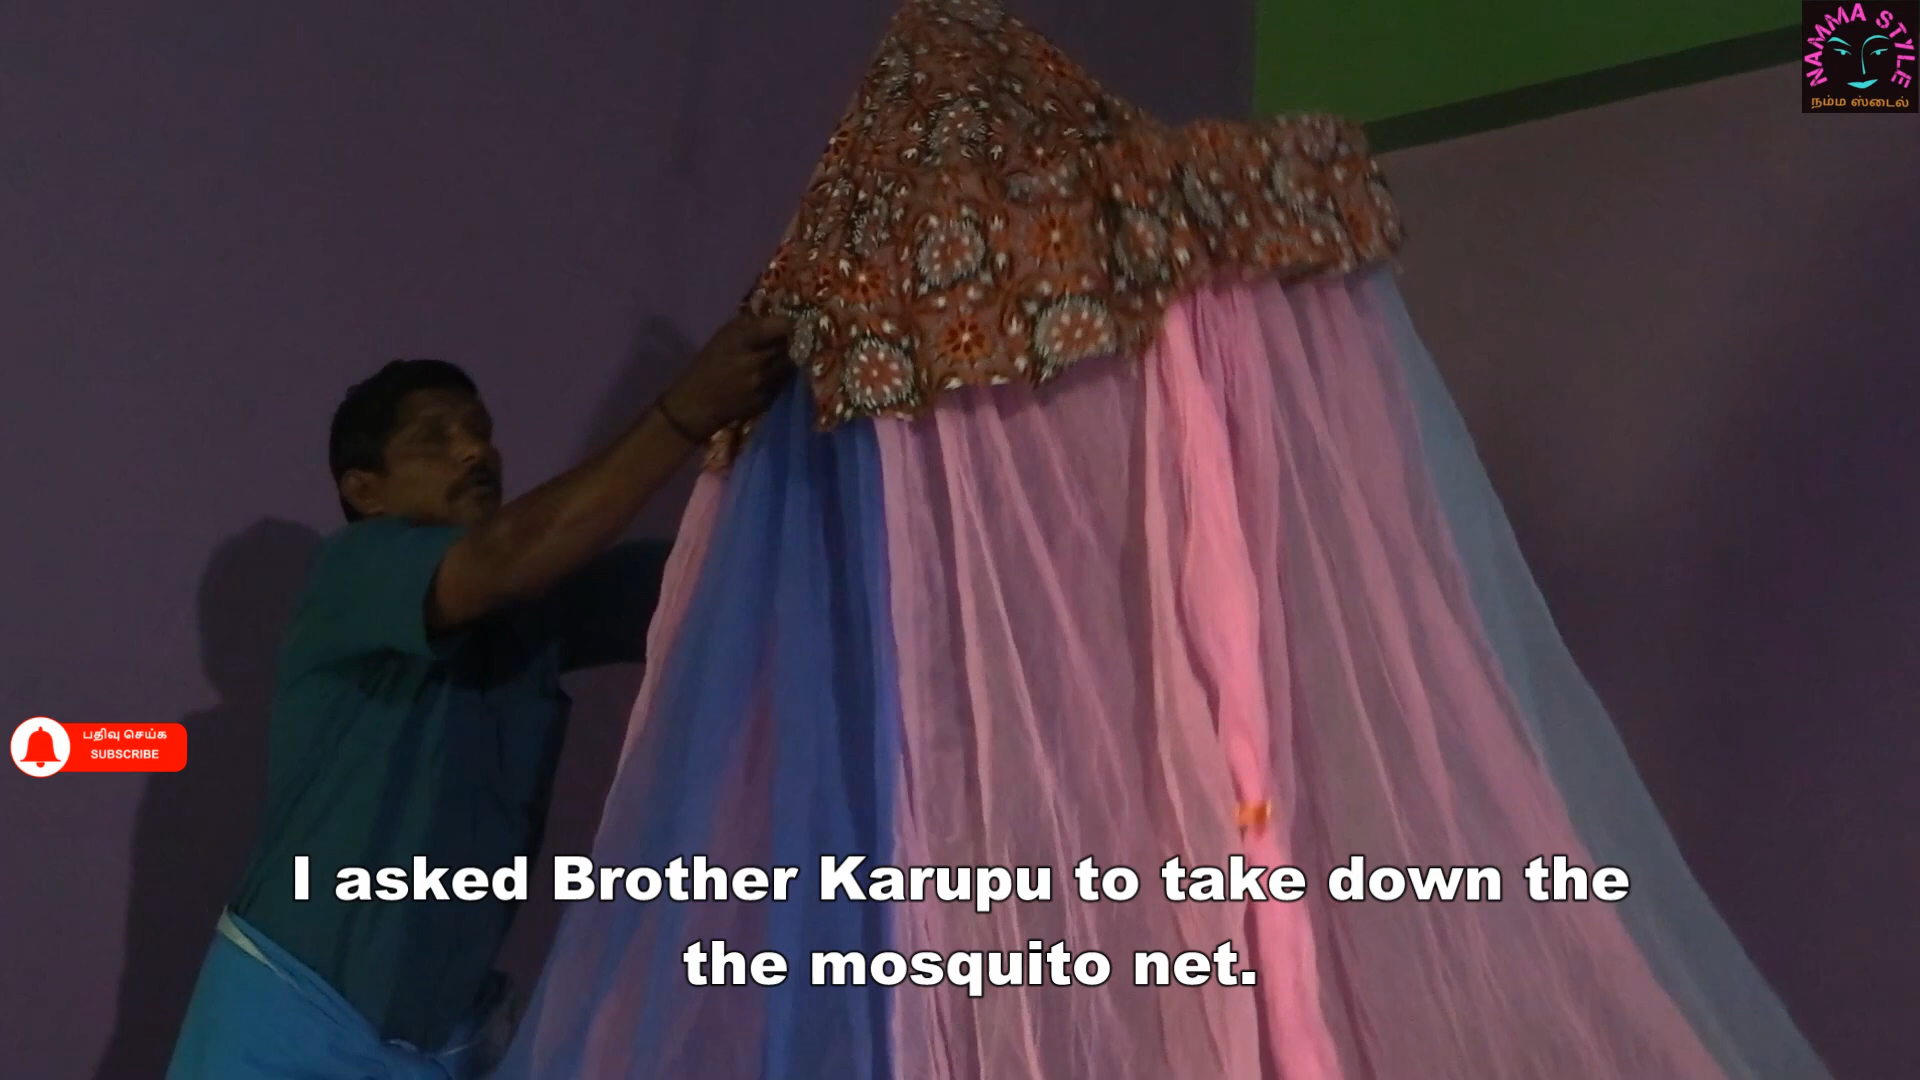 NAMMA STYLE
நம்ம ஸ்டைல்
பதிவு செய்க
SUBSCRIBE
I asked Brother Karupu to take down the
the mosquito net.